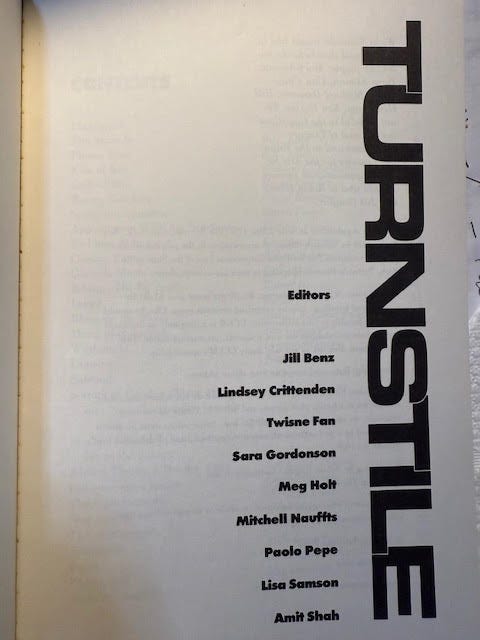 TURNSTILE
Editors
Jill Benz
Lindsey Crittenden
Twisne Fan
Sara Gordonson
Meg Holt
Mitchell Nauffts
Paolo Pepe
Lisa Samson
Amit Shah